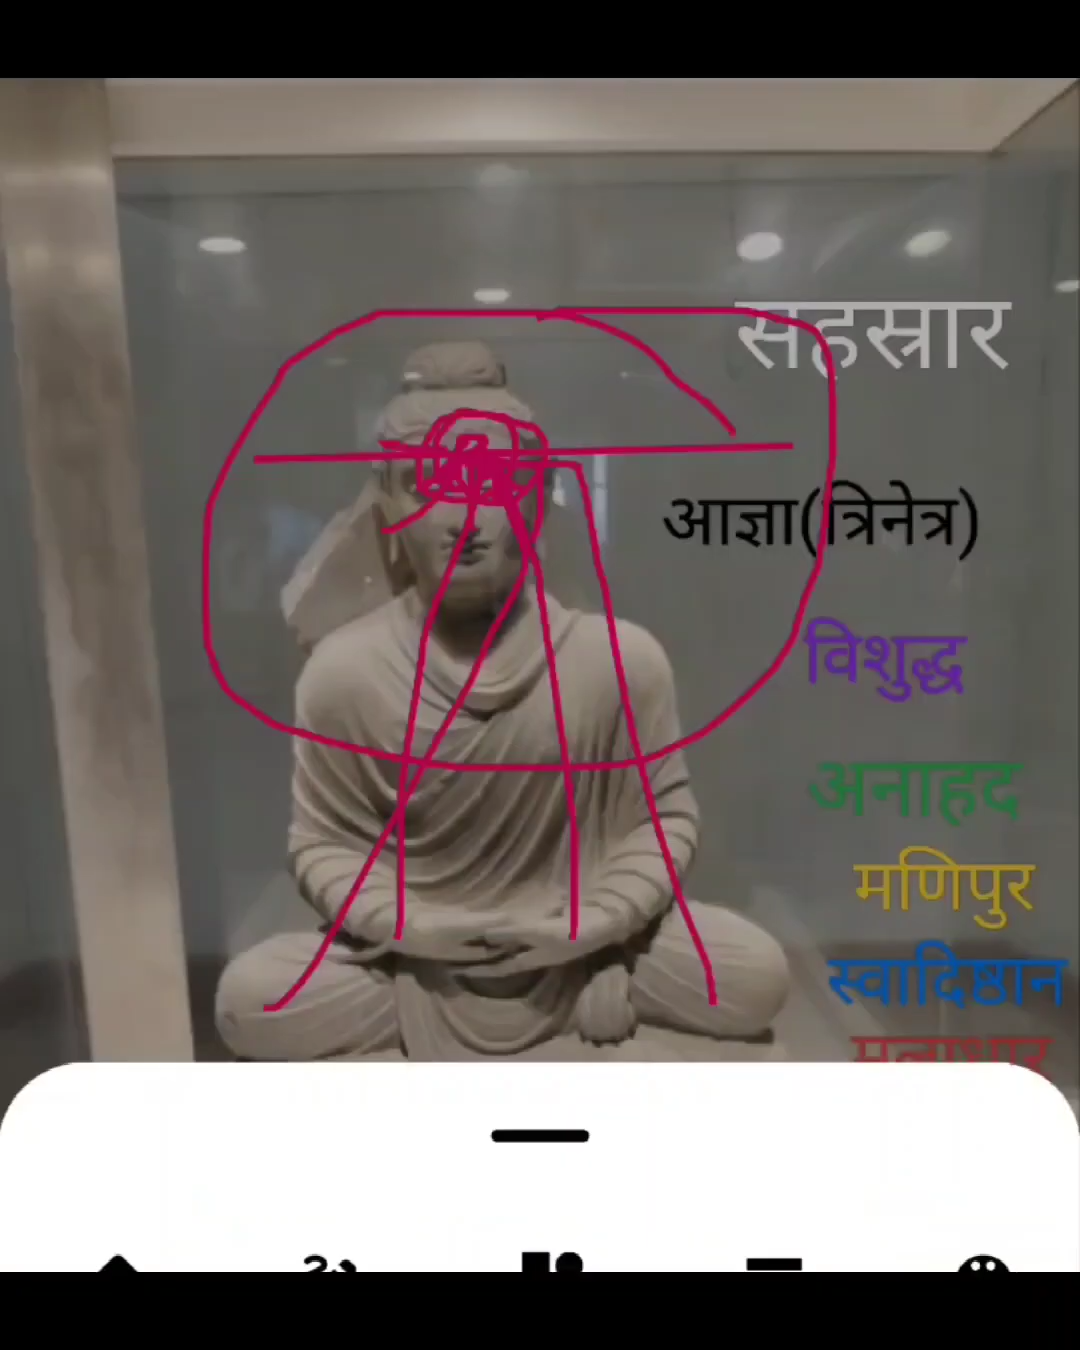 सहस्रार
आज्ञा(त्रिनेत्र)
विशुद्ध
अनाहद
मणिपुर
स्वादिष्ठान
मूलाधार